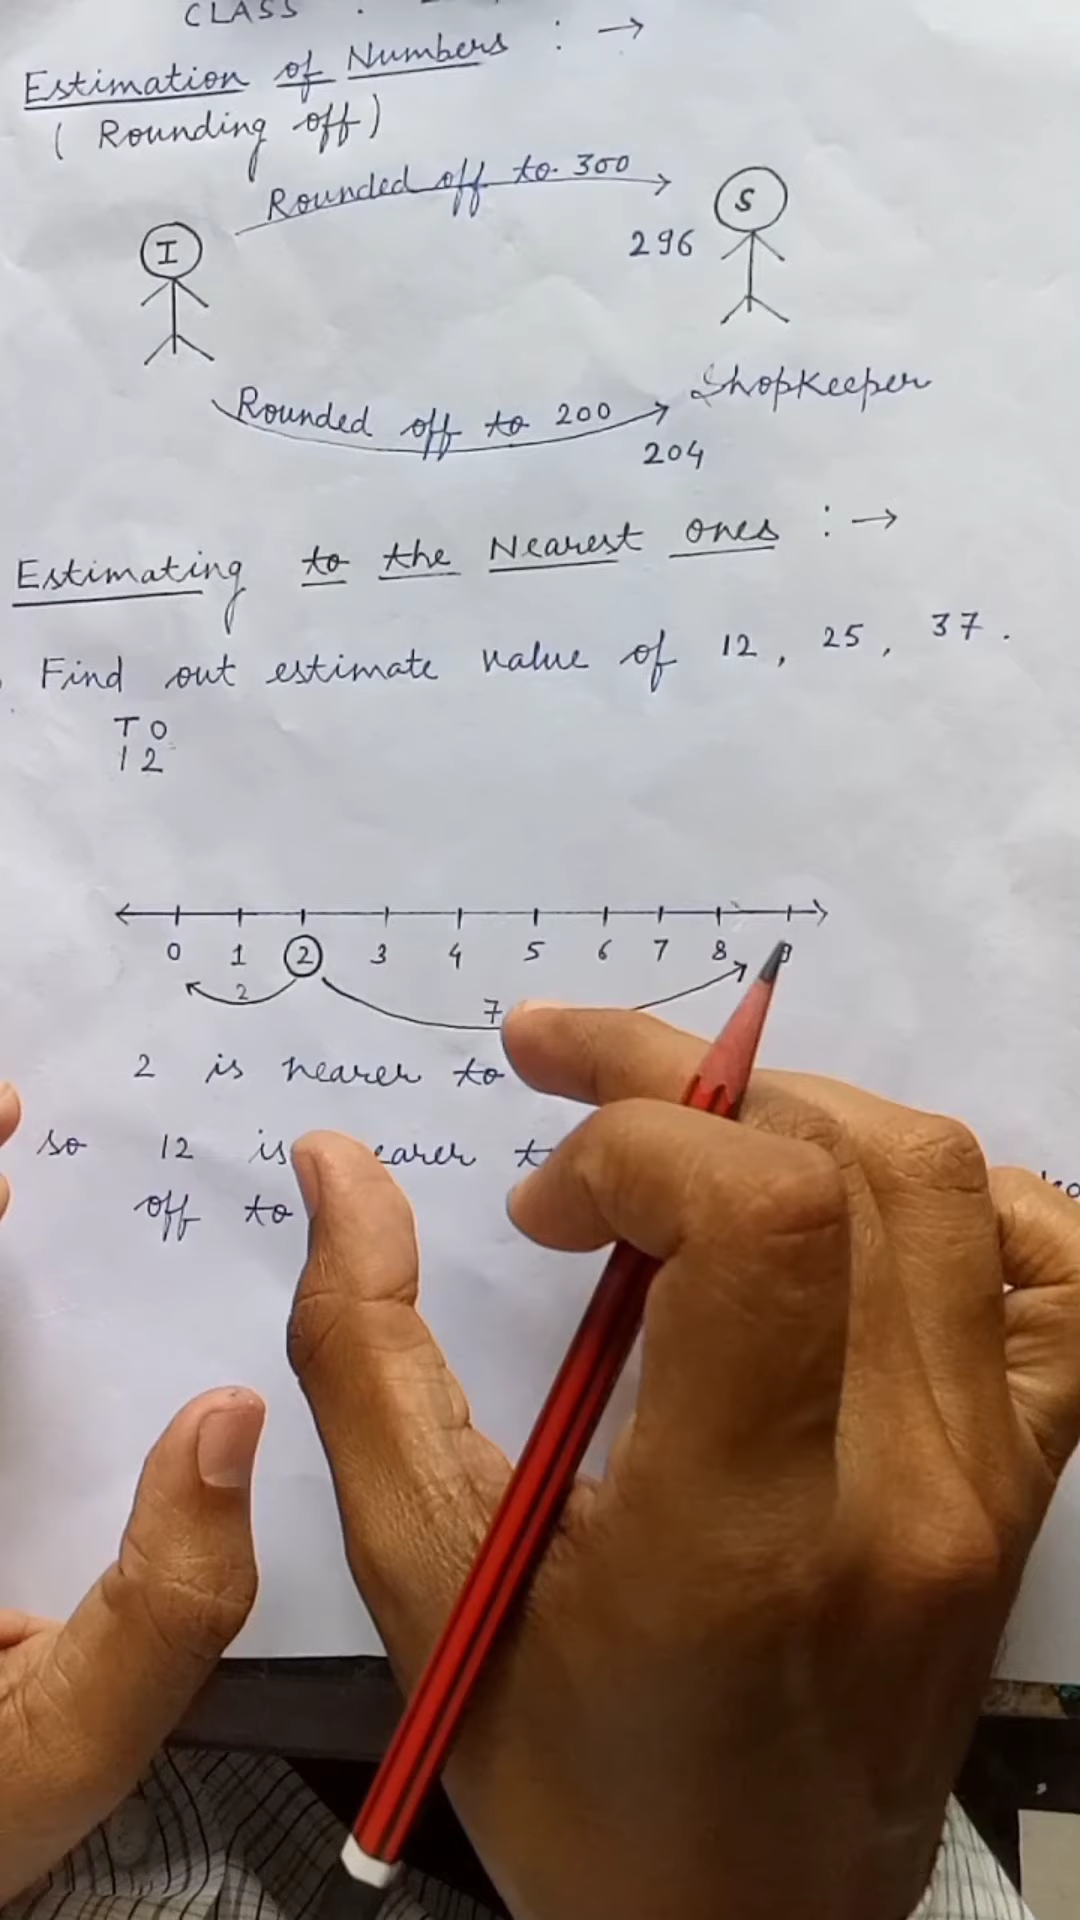 CLASS :
Estimation of Numbers : →
( Rounding off )
Rounded off to 300
S
296
I
Shopkeeper
Rounded off to 200
204
Estimating to the Nearest ones : →
Find out estimate value of 12, 25, 37.
T O
1 2
0 1 2 3 4 5 6 7 8
2 7
2 is nearer to
so 12 is
off to